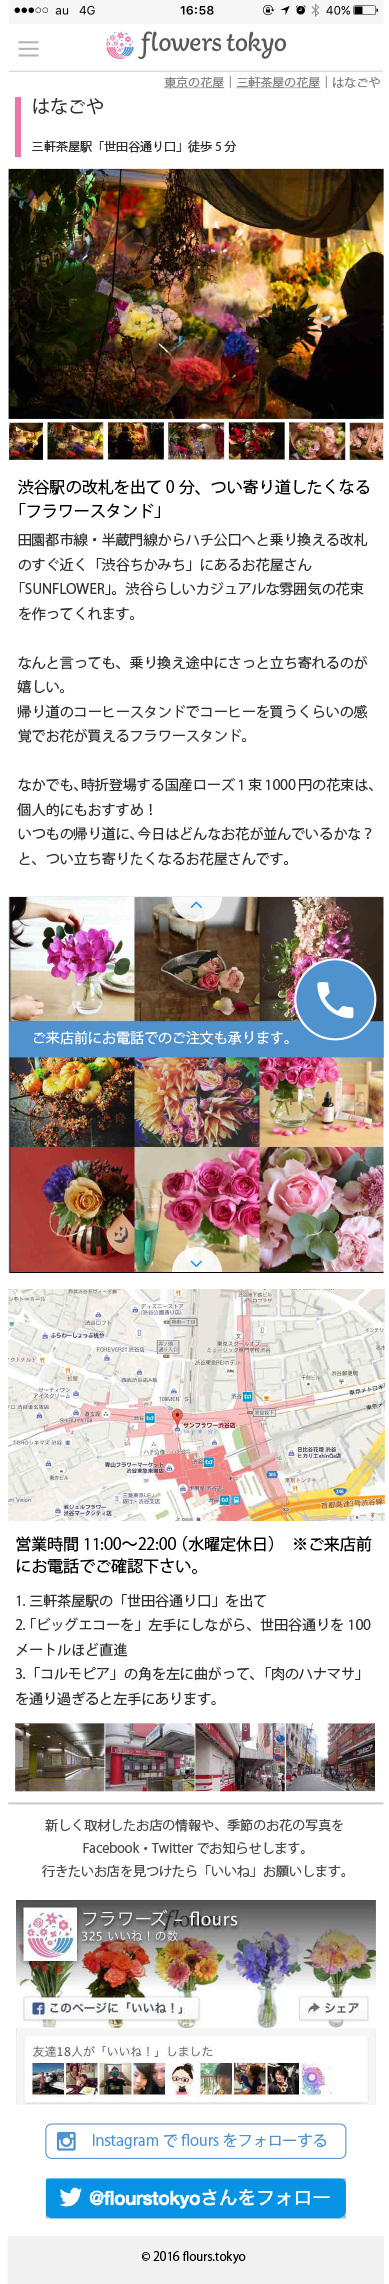 au 4G 16:58 40%
flowers tokyo
東京の花屋 | 三軒茶屋の花屋 | はなごや
はなごや
三軒茶屋駅「世田谷通り口」徒歩５分
渋谷駅の改札を出て 0 分、つい寄り道したくなる
「フラワースタンド」
田園都市線・半蔵門線からハチ公口へと乗り換える改札
のすぐ近く「渋谷ちかみち」にあるお花屋さん
「SUNFLOWER」。渋谷らしいカジュアルな雰囲気の花束
を作ってくれます。
なんと言っても、乗り換え途中にさっと立ち寄れるのが
嬉しい。
帰り道のコーヒースタンドでコーヒーを買うくらいの感
覚でお花が買えるフラワースタンド。
なかでも、時折登場する国産ローズ 1 束 1000 円の花束は、
個人的にもおすすめ！
いつもの帰り道に、今日はどんなお花が並んでいるかな？
と、つい立ち寄りたくなるお花屋さんです。
ご来店前にお電話でのご注文も承ります。
ディズニーストア
FOREVER21 渋谷店
サンフラワー渋谷店
青山フラワーマーケット
営業時間 11:00〜22:00（水曜定休日）　※ご来店前
にお電話でご確認下さい。
1. 三軒茶屋駅の「世田谷通り口」を出て
2.「ビッグエコーを」左手にしながら、世田谷通りを 100
メートルほど直進
3.「コルモピア」の角を左に曲がって、「肉のハナマサ」
を通り過ぎると左手にあります。
新しく取材したお店の情報や、季節のお花の写真を
Facebook・Twitter でお知らせします。
行きたいお店を見つけたら「いいね」お願いします。
フラワーズ – flours
325 いいね！の数
このページに「いいね！」 シェア
友達18人が「いいね！」しました
Instagram で flours をフォローする
@flourstokyoさんをフォロー
© 2016 flours.tokyo